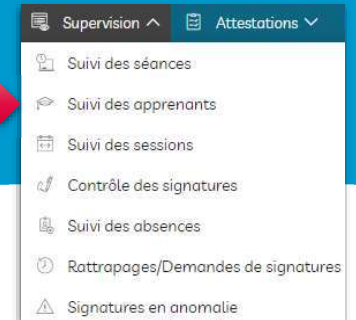 Supervision Attestations
Suivi des séances
Suivi des apprenants
Suivi des sessions
Contrôle des signatures
Suivi des absences
Rattrapages/Demandes de signatures
Signatures en anomalie